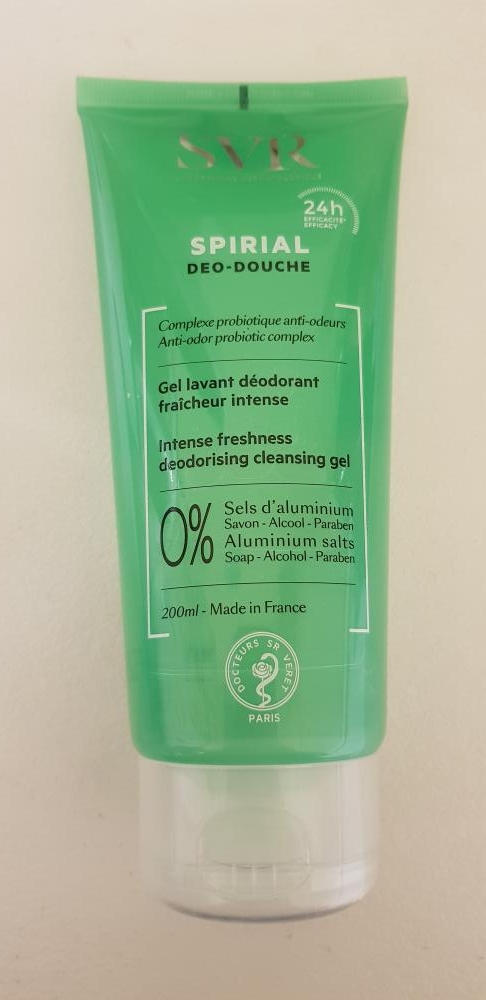 SVR
24h
EFFICACITÉ*
EFFICACY*
SPIRIAL
DEO-DOUCHE
Complexe probiotique anti-odeurs
Anti-odor probiotic complex
Gel lavant déodorant
fraîcheur intense
Intense freshness
deodorising cleansing gel
0%
Sels d'aluminium
Savon - Alcool - Paraben
Aluminium salts
Soap - Alcohol - Paraben
200ml - Made in France
DOCTEURS SR VERET
PARIS